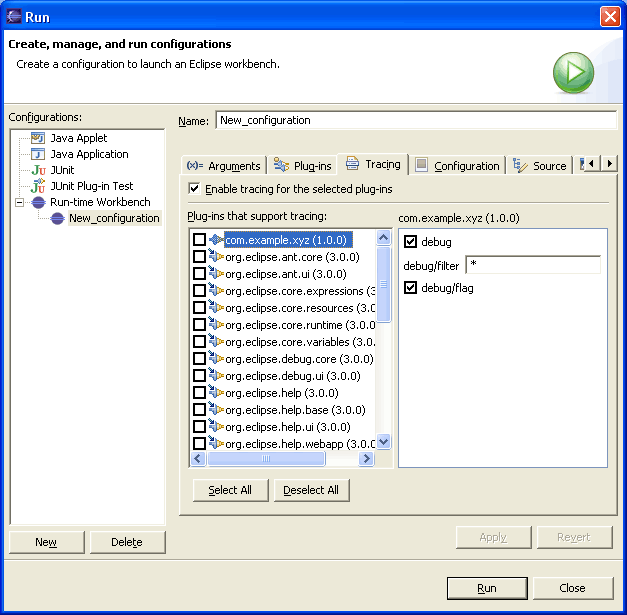 Run
Create, manage, and run configurations
Create a configuration to launch an Eclipse workbench.
Configurations:
Java Applet
Java Application
JUnit
JUnit Plug-in Test
Run-time Workbench
New_configuration
New
Delete
Name: New_configuration
(x)= Arguments Plug-ins Tracing Configuration Source
Enable tracing for the selected plug-ins
Plug-ins that support tracing:
com.example.xyz (1.0.0)
org.eclipse.ant.core (3.0.0)
org.eclipse.ant.ui (3.0.0)
org.eclipse.core.expressions (3
org.eclipse.core.resources (3.0
org.eclipse.core.runtime (3.0.0
org.eclipse.core.variables (3.0.
org.eclipse.debug.core (3.0.0)
org.eclipse.debug.ui (3.0.0)
org.eclipse.help (3.0.0)
org.eclipse.help.base (3.0.0)
org.eclipse.help.ui (3.0.0)
org.eclipse.help.webapp (3.0.0
Select All Deselect All
com.example.xyz (1.0.0)
debug
debug/filter *
debug/flag
Apply Revert
Run Close